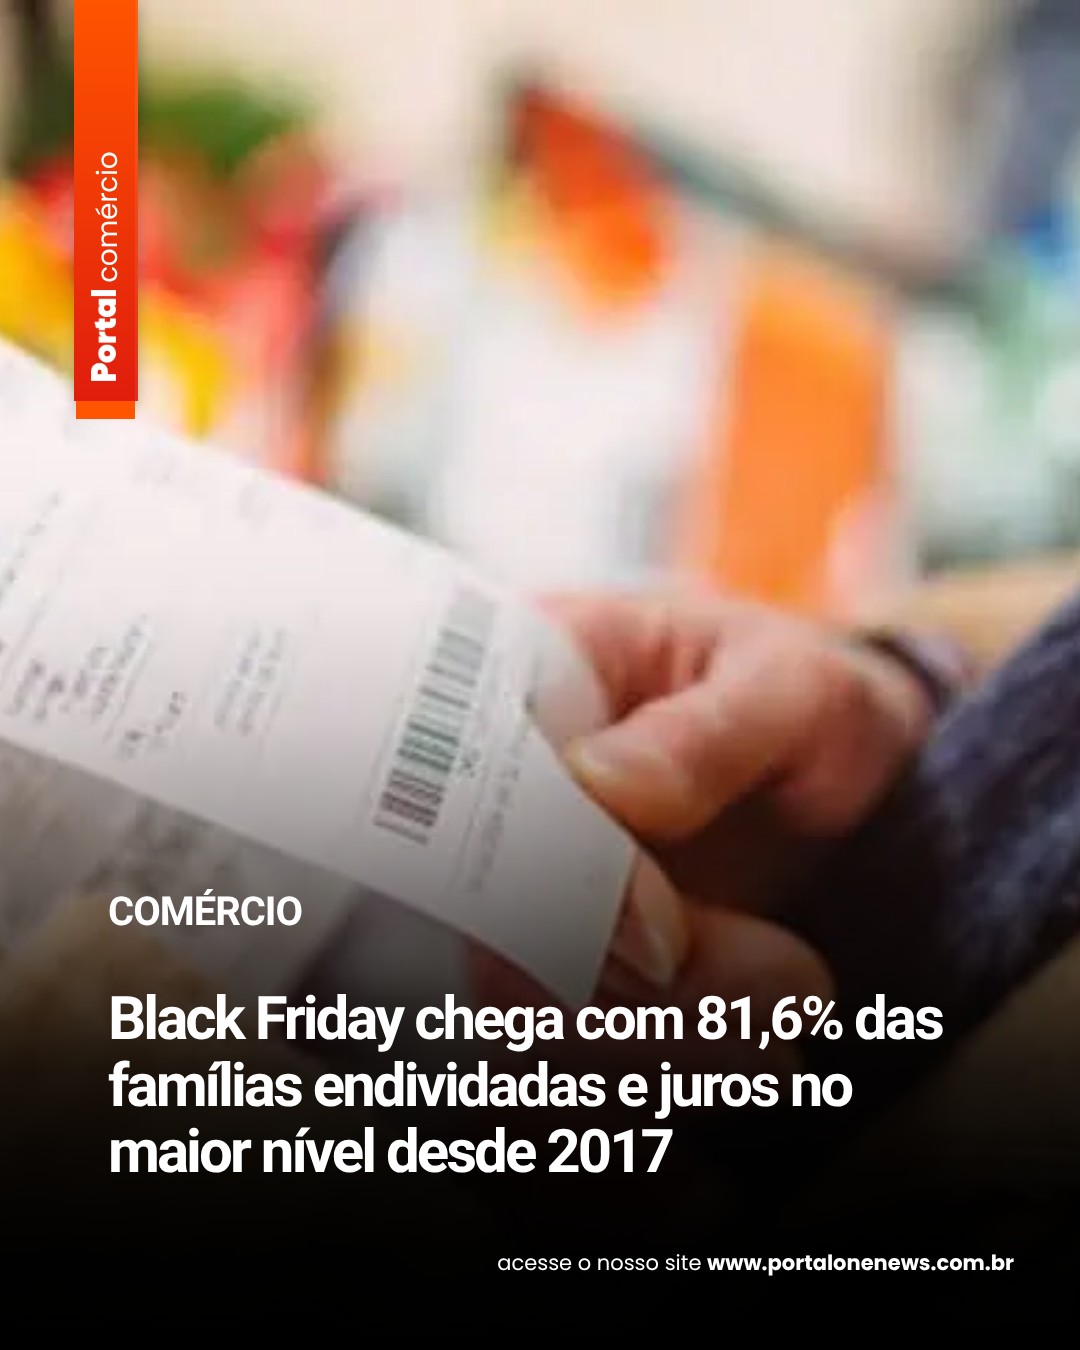 Portal comércio
COMÉRCIO
Black Friday chega com 81,6% das
famílias endividadas e juros no
maior nível desde 2017
acesse o nosso site www.portalonenews.com.br